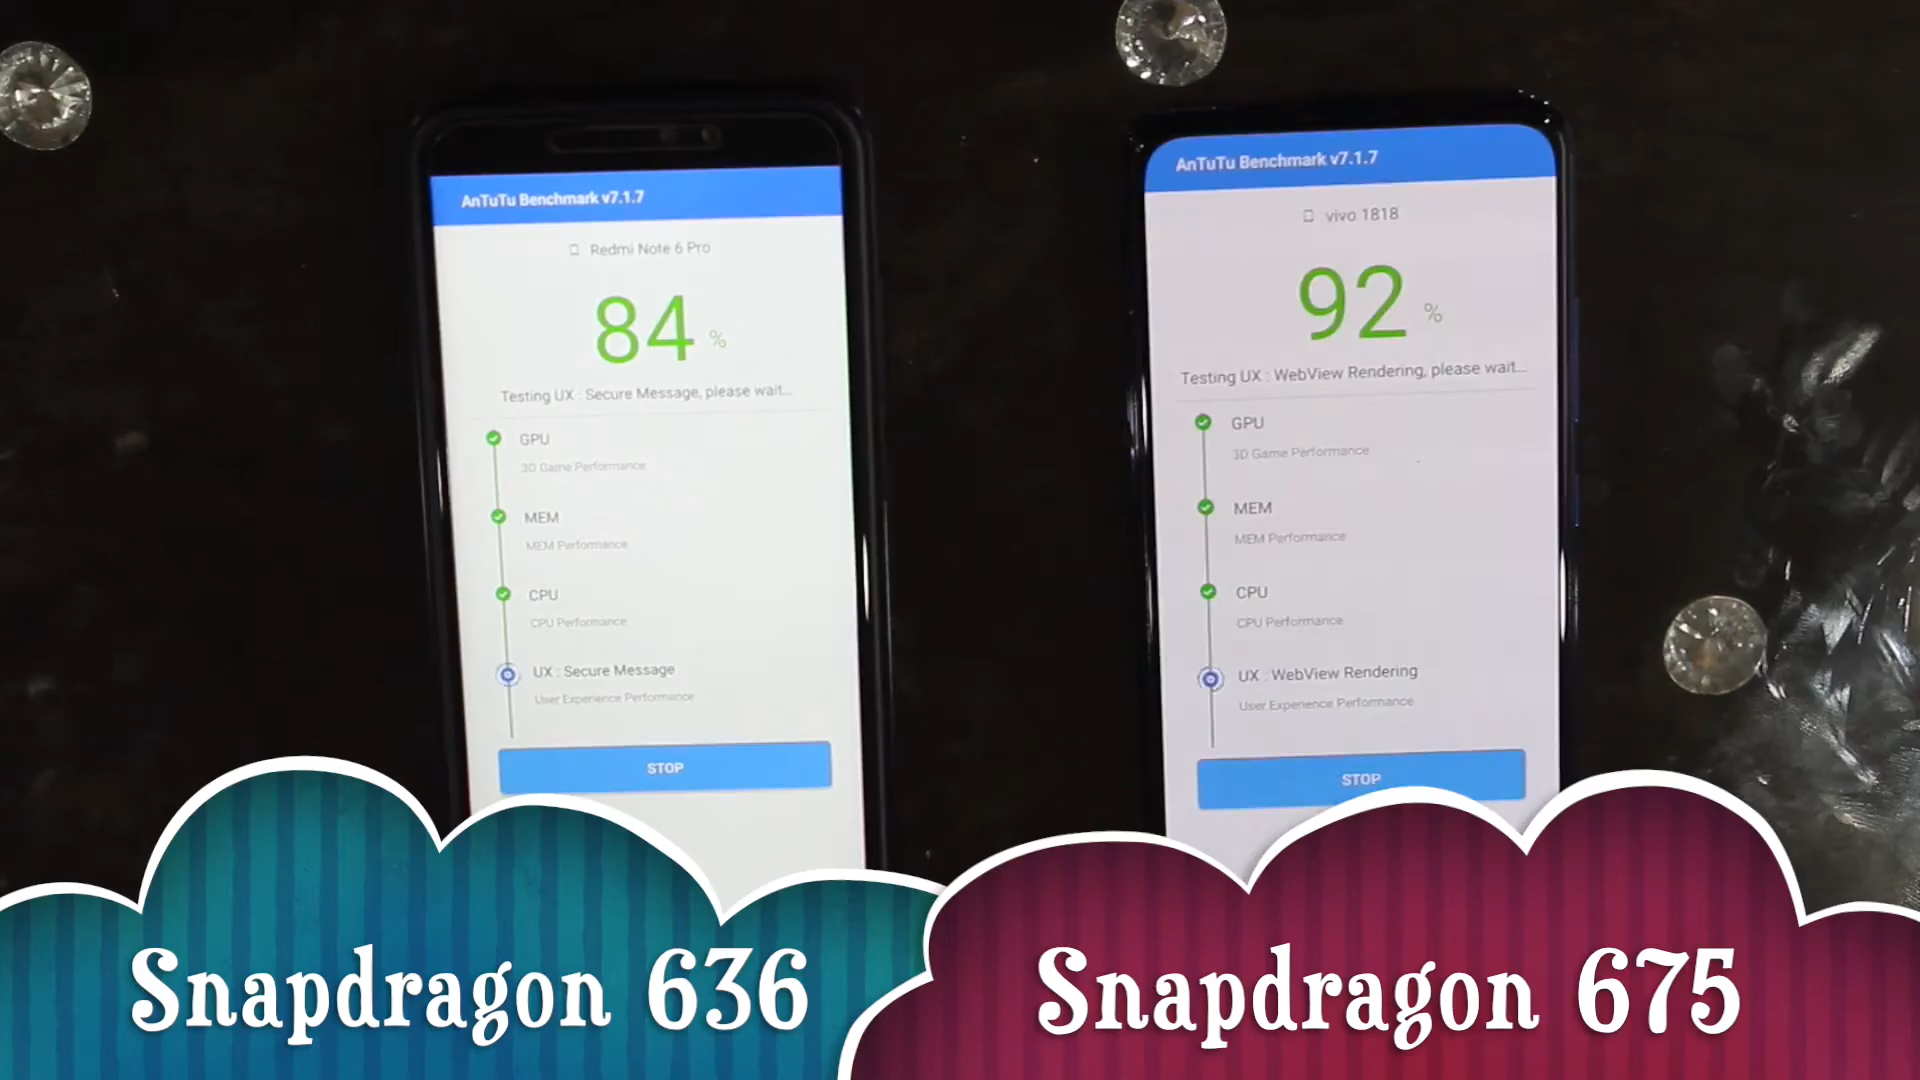 AnTuTu Benchmark v7.1.7
Redmi Note 6 Pro
84 %
Testing UX : Secure Message, please wait...
GPU
3D Game Performance
MEM
MEM Performance
CPU
CPU Performance
UX : Secure Message
User Experience Performance
STOP
AnTuTu Benchmark v7.1.7
vivo 1818
92 %
Testing UX : WebView Rendering, please wait...
GPU
3D Game Performance
MEM
MEM Performance
CPU
CPU Performance
UX : WebView Rendering
User Experience Performance
STOP
Snapdragon 636
Snapdragon 675